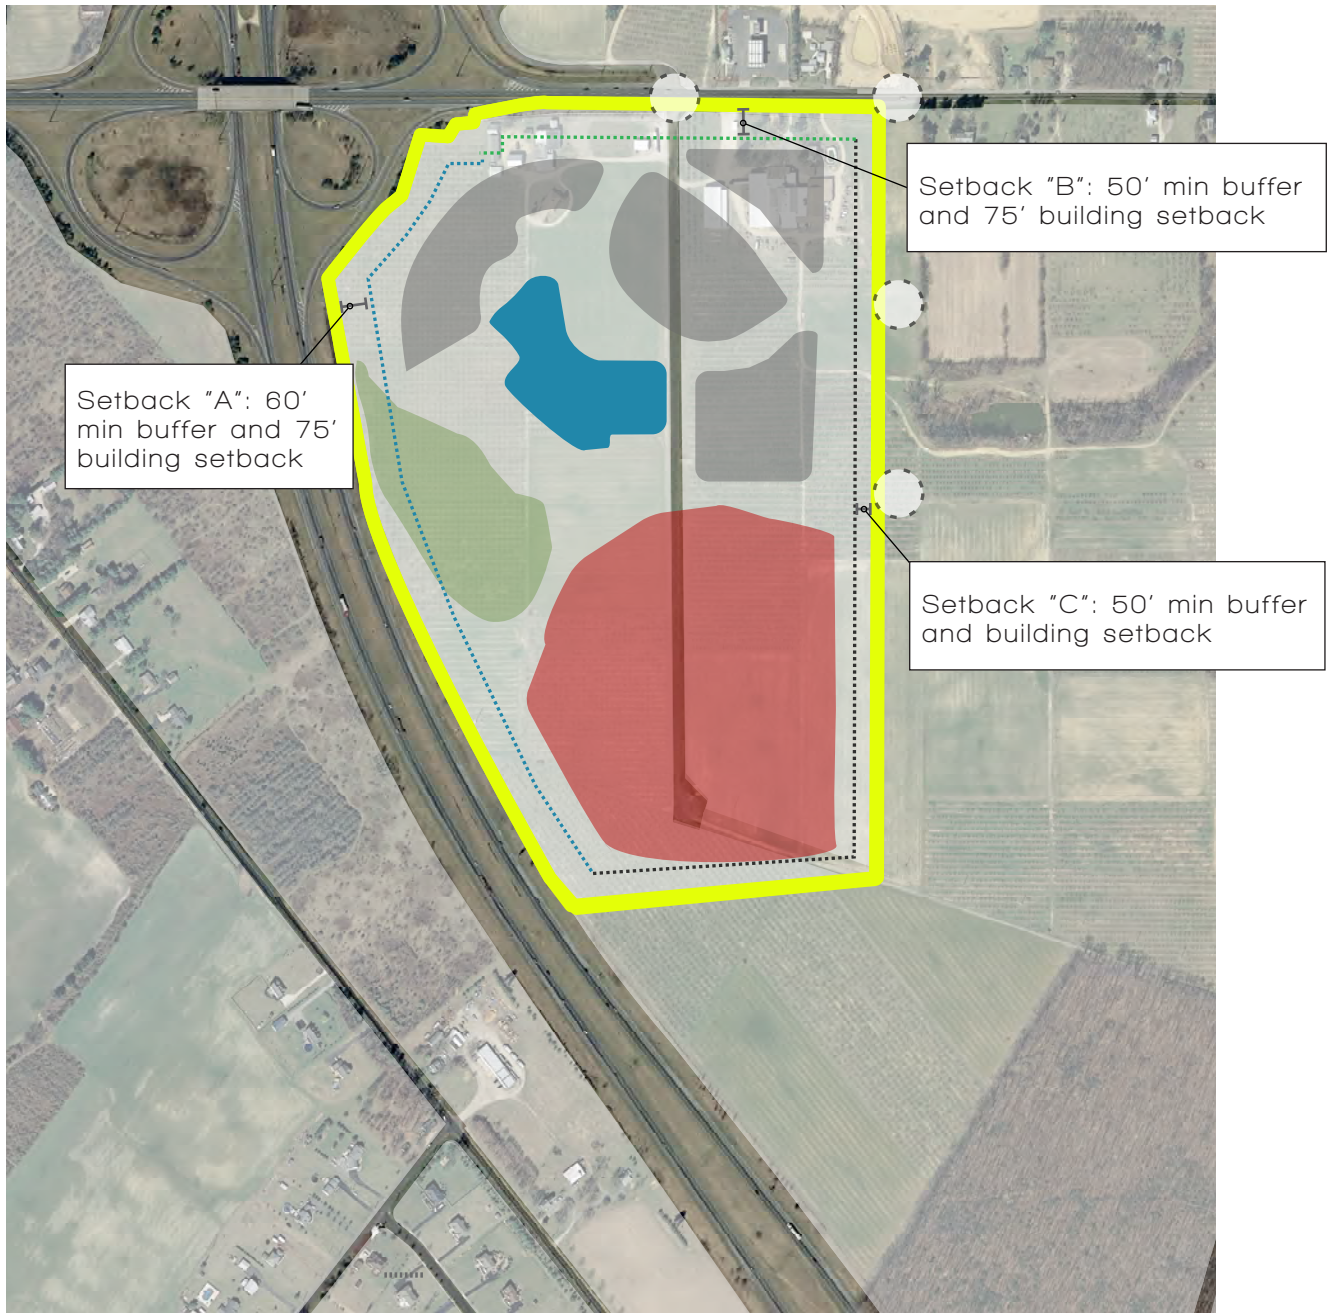 Setback "B": 50' min buffer
and 75' building setback
Setback "A": 60'
min buffer and 75'
building setback
Setback "C": 50' min buffer
and building setback